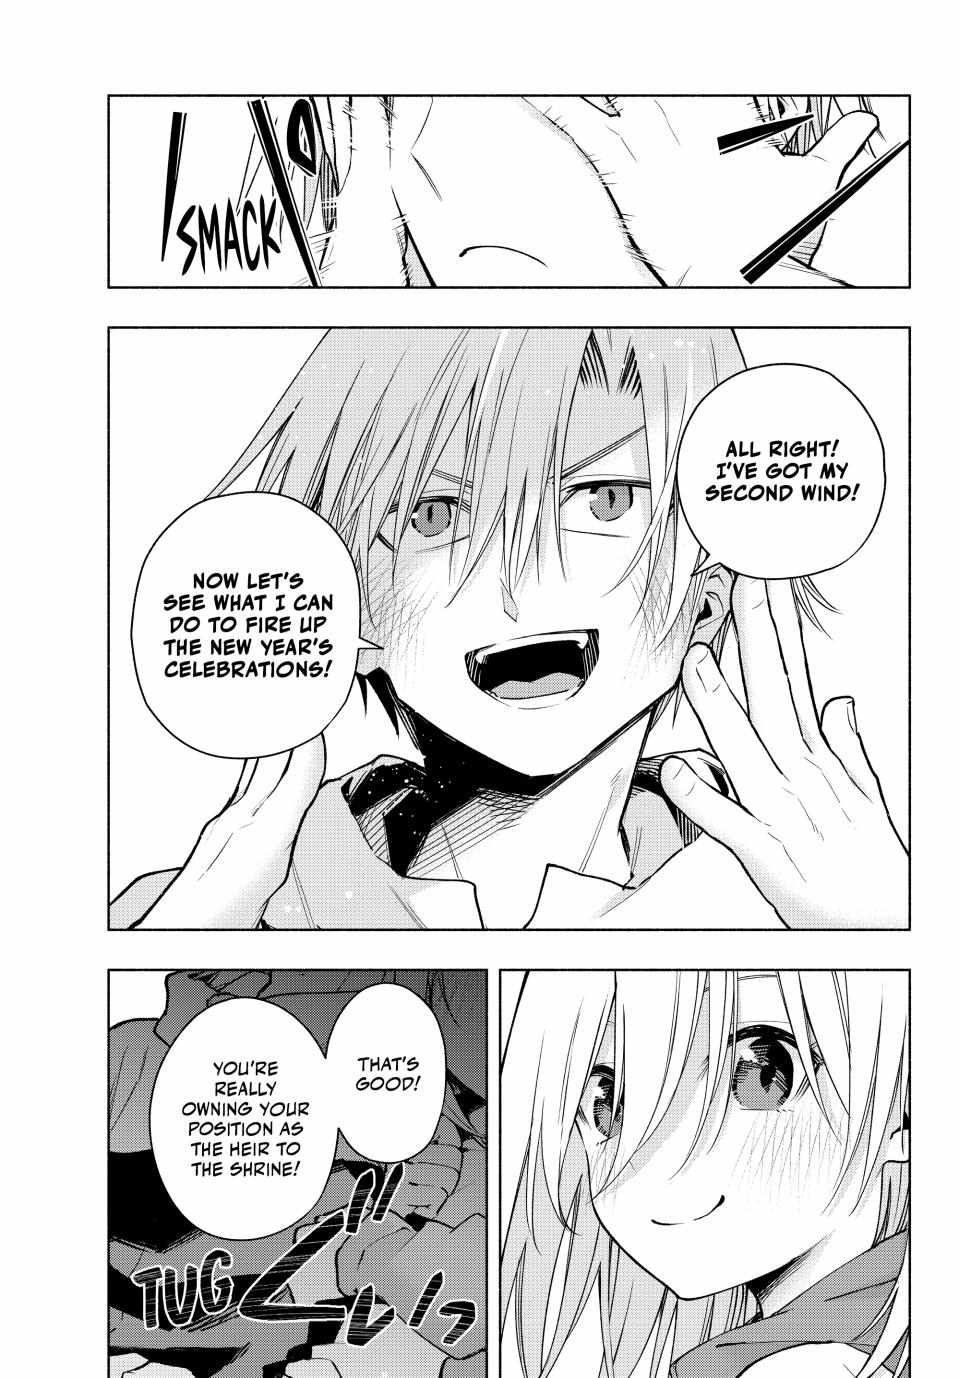 SMACK
ALL RIGHT!
I'VE GOT MY
SECOND WIND!
NOW LET'S
SEE WHAT I CAN
DO TO FIRE UP
THE NEW YEAR'S
CELEBRATIONS!
THAT'S
GOOD!
YOU'RE
REALLY
OWNING YOUR
POSITION AS
THE HEIR TO
THE SHRINE!
TUG